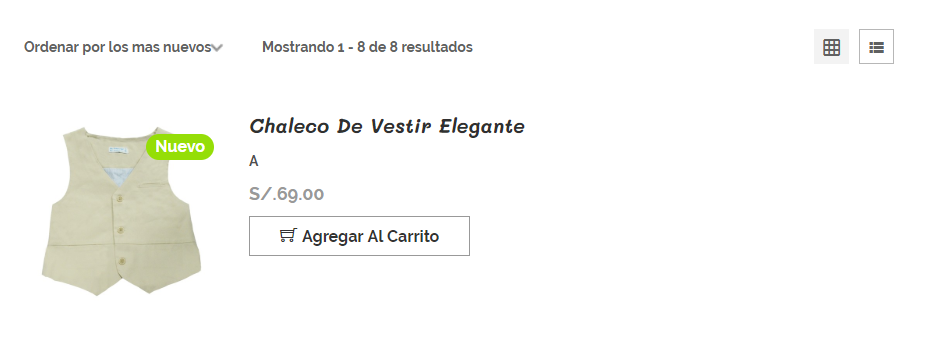 Ordenar por los mas nuevos
Mostrando 1 - 8 de 8 resultados
Nuevo
Chaleco De Vestir Elegante
A
S/.69.00
Agregar Al Carrito